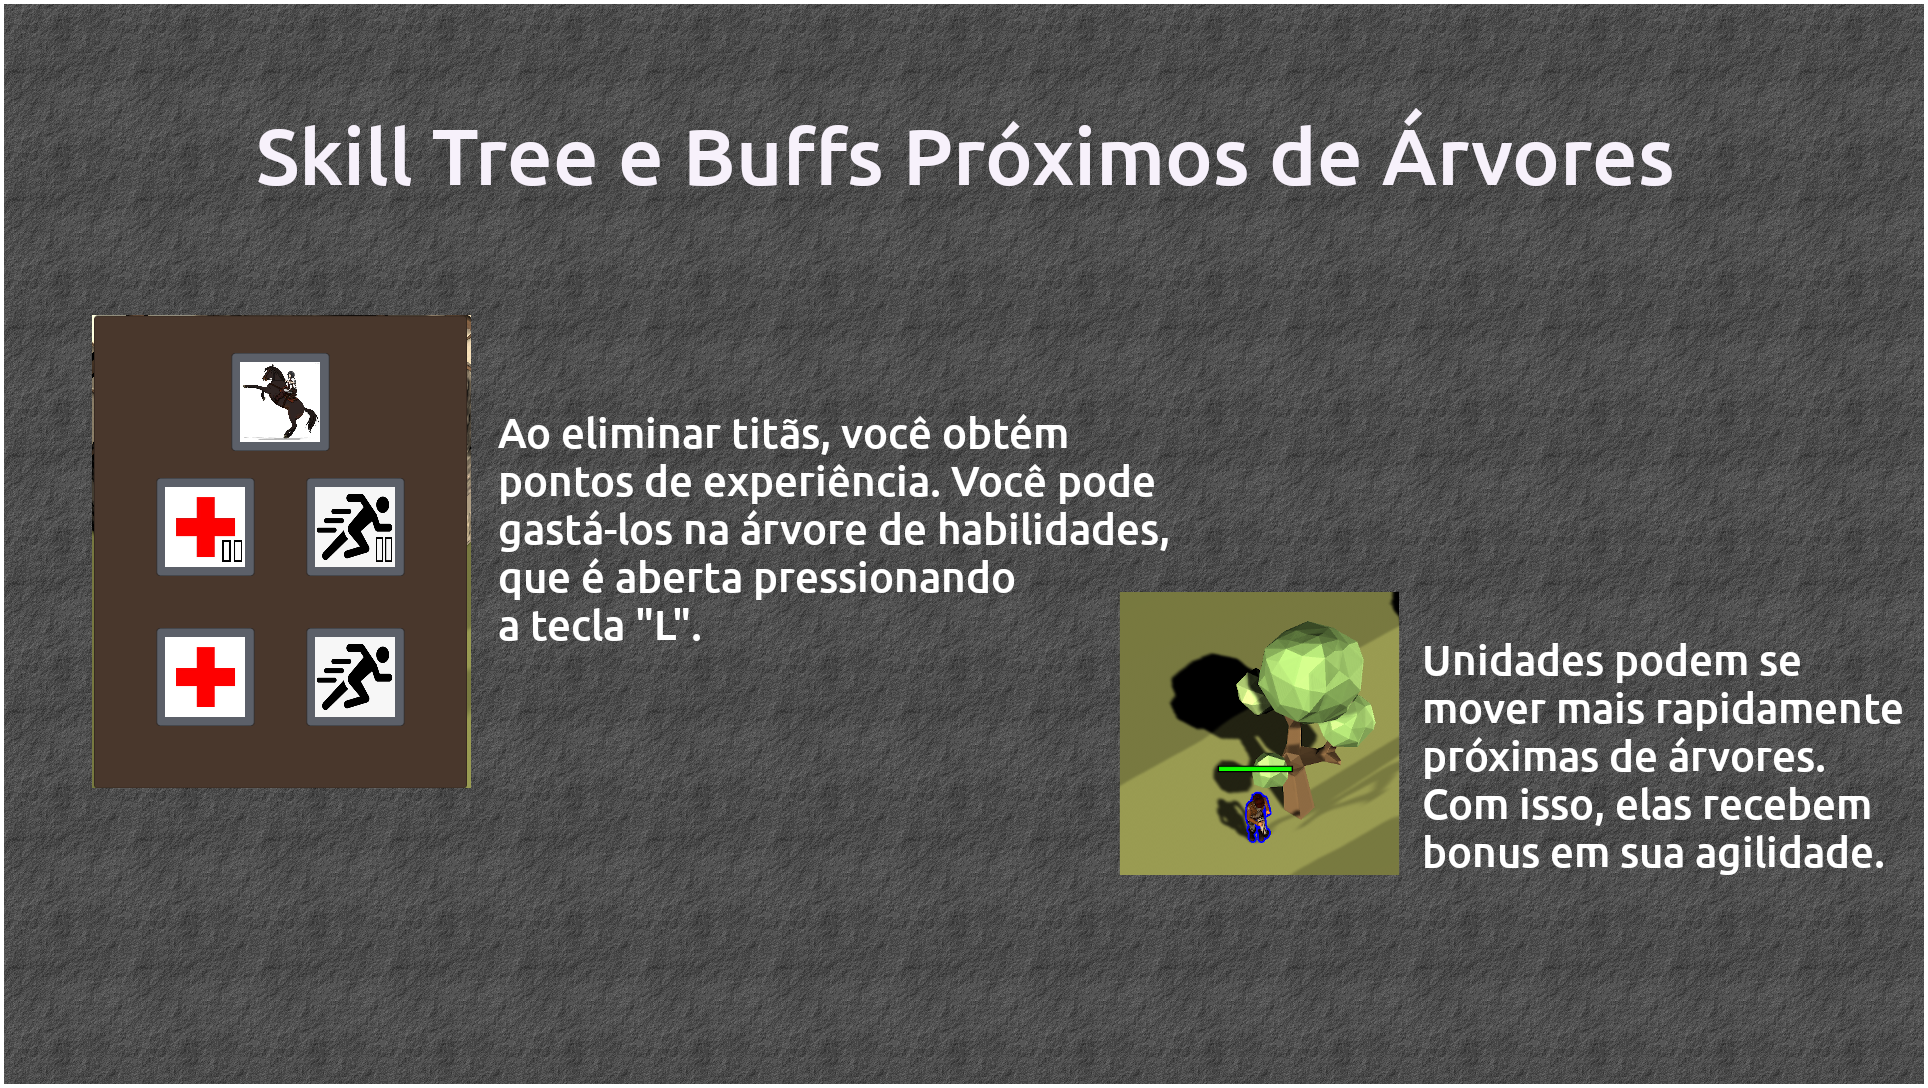 Skill Tree e Buffs Próximos de Árvores
Ao eliminar titãs, você obtém
pontos de experiência. Você pode
gastá-los na árvore de habilidades,
que é aberta pressionando
a tecla "L".
Unidades podem se
mover mais rapidamente
próximas de árvores.
Com isso, elas recebem
bonus em sua agilidade.